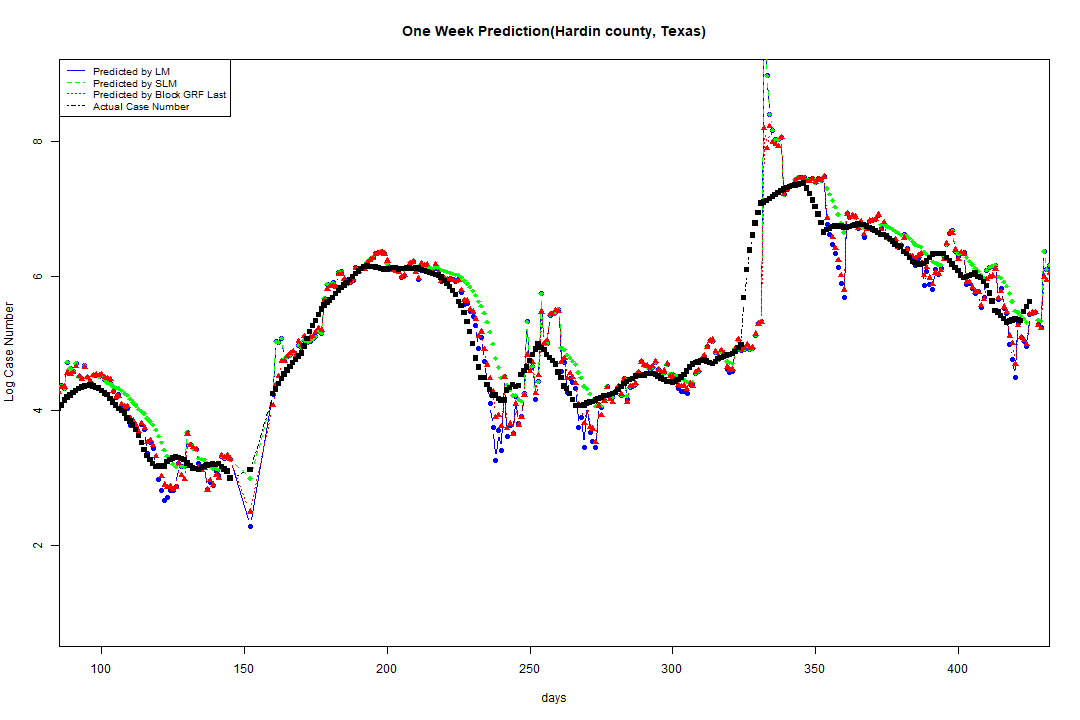 One Week Prediction(Hardin county, Texas)
Predicted by LM
Predicted by SLM
Predicted by Block GRF Last
Actual Case Number
8
6
4
2
Log Case Number
100 150 200 250 300 350 400
days